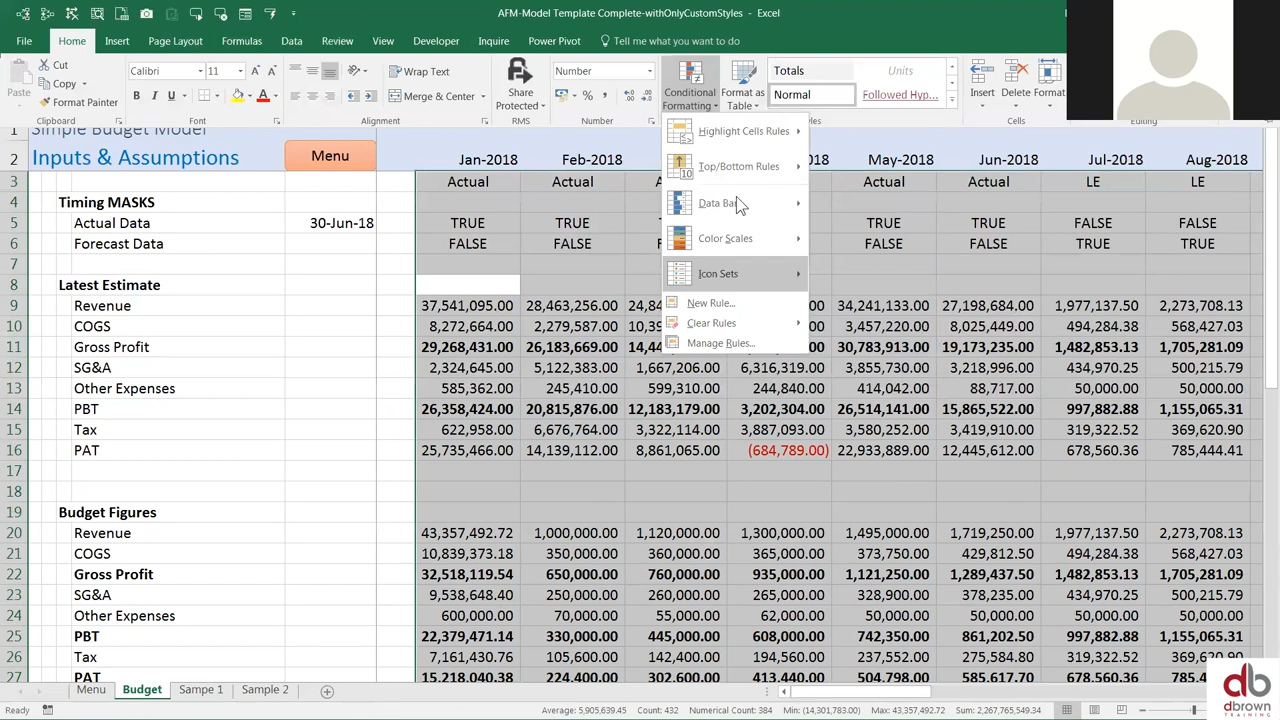 AFM-Model Template Complete-withOnlyCustomStyles - Excel
File Home Insert Page Layout Formulas Data Review View Developer Inquire Power Pivot Tell me what you want to do
Paste Cut Copy Format Painter
Clipboard
Calibri 11
B I U A
Font
Wrap Text
Merge & Center
Alignment
Share Protected
RMS
Number
% ,
Number
Conditional Formatting
Format as Table
Totals Units
Normal Followed Hyp...
Insert Delete Format
Cells
Editing
Highlight Cells Rules
Top/Bottom Rules
Color Scales
Icon Sets
New Rule...
Clear Rules
Manage Rules...
1 Simple Budget Model
2 Inputs & Assumptions Menu Jan-2018 Feb-2018 May-2018 Jun-2018 Jul-2018 Aug-2018
3 Actual Actual Actual Actual LE LE
4 Timing MASKS
5 Actual Data 30-Jun-18 TRUE TRUE TRUE TRUE FALSE FALSE
6 Forecast Data FALSE FALSE FALSE FALSE TRUE TRUE
7
8 Latest Estimate
9 Revenue 37,541,095.00 28,463,256.00 34,241,133.00 27,198,684.00 1,977,137.50 2,273,708.13
10 COGS 8,272,664.00 2,279,587.00 3,457,220.00 8,025,449.00 494,284.38 568,427.03
11 Gross Profit 29,268,431.00 26,183,669.00 30,783,913.00 19,173,235.00 1,482,853.13 1,705,281.09
12 SG&A 2,324,645.00 5,122,383.00 1,667,206.00 6,316,319.00 3,855,730.00 3,218,996.00 434,970.25 500,215.79
13 Other Expenses 585,362.00 245,410.00 599,310.00 244,840.00 414,042.00 88,717.00 50,000.00 50,000.00
14 PBT 26,358,424.00 20,815,876.00 12,183,179.00 3,202,304.00 26,514,141.00 15,865,522.00 997,882.88 1,155,065.31
15 Tax 622,958.00 6,676,764.00 3,322,114.00 3,887,093.00 3,580,252.00 3,419,910.00 319,322.52 369,620.90
16 PAT 25,735,466.00 14,139,112.00 8,861,065.00 (684,789.00) 22,933,889.00 12,445,612.00 678,560.36 785,444.41
17
18
19 Budget Figures
20 Revenue 43,357,492.72 1,000,000.00 1,120,000.00 1,300,000.00 1,495,000.00 1,719,250.00 1,977,137.50 2,273,708.13
21 COGS 10,839,373.18 350,000.00 360,000.00 365,000.00 373,750.00 429,812.50 494,284.38 568,427.03
22 Gross Profit 32,518,119.54 650,000.00 760,000.00 935,000.00 1,121,250.00 1,289,437.50 1,482,853.13 1,705,281.09
23 SG&A 9,538,648.40 250,000.00 260,000.00 265,000.00 328,900.00 378,235.00 434,970.25 500,215.79
24 Other Expenses 600,000.00 70,000.00 55,000.00 62,000.00 50,000.00 50,000.00 50,000.00 50,000.00
25 PBT 22,379,471.14 330,000.00 445,000.00 608,000.00 742,350.00 861,202.50 997,882.88 1,155,065.31
26 Tax 7,161,430.76 105,600.00 142,400.00 194,560.00 237,552.00 275,584.80 319,322.52
27 PAT 15,218,040.38 224,400.00 302,600.00 413,440.00 504,798.00 585,617.70 678,560.36
Menu Budget Sampe 1 Sample 2
Ready Average: 5,905,639.45 Count: 432 Numerical Count: 384 Min: (14,301,783.00) Max: 43,357,492.72 Sum: 2,267,765,549.34
db
dbrown
TRAINING